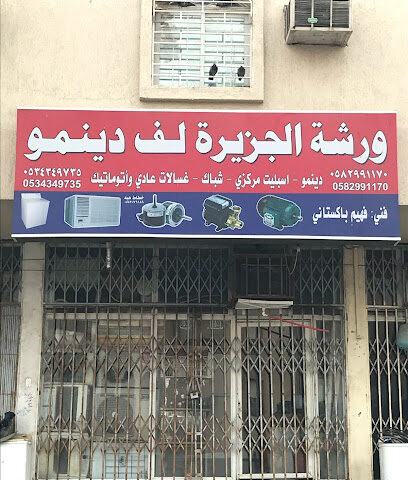 ورشة الجزيرة لف دينمو
٠٥٨٢٩٩١١٧٠ دينمو - اسبليت مركزي - شباك - غسالات عادي وأتوماتيك ٠٥٣٤٣٤٩٧٣٥
0582991170 0534349735
فني: فهيم باكستاني